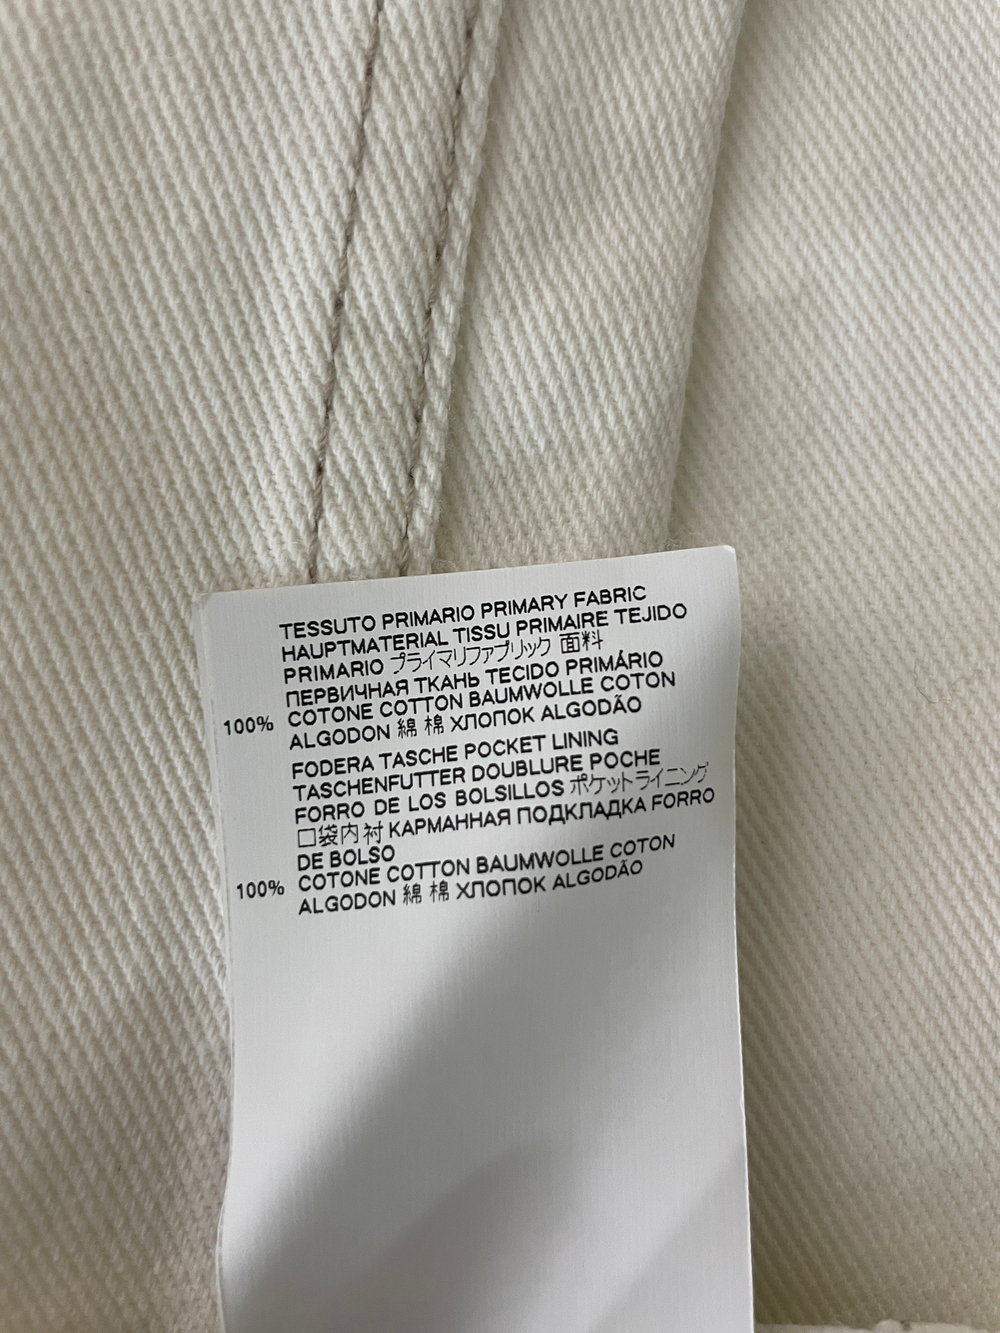 TESSUTO PRIMARIO PRIMARY FABRIC
HAUPTMATERIAL TISSU PRIMAIRE TEJIDO
PRIMARIO プライマリファブリック 面料
ПЕРВИЧНАЯ ТКАНЬ TECIDO PRIMÁRIO
100% COTONE COTTON BAUMWOLLE COTON
ALGODON 綿 棉 ХЛОПОК ALGODÃO
FODERA TASCHE POCKET LINING
TASCHENFUTTER DOUBLURE POCHE
FORRO DE LOS BOLSILLOS ポケットライニング
口袋内衬 КАРМАННАЯ ПОДКЛАДКА FORRO
DE BOLSO
100% COTONE COTTON BAUMWOLLE COTON
ALGODON 綿 棉 ХЛОПОК ALGODÃO